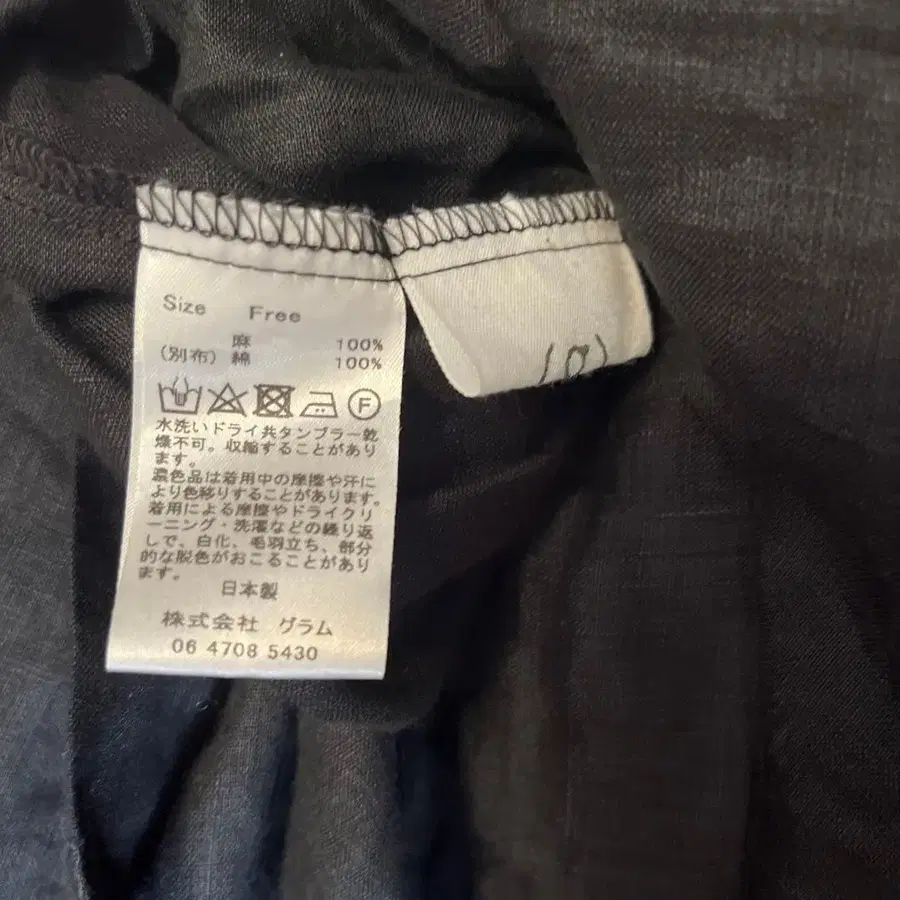 Size Free
麻 100%
(別布) 綿 100%
F
水洗いドライ共タンブラー乾
燥不可。収縮することがあり
ます。
濃色品は着用中の摩擦や汗に
より色移りすることがあります。
着用による摩擦やドライクリ
ーニング・洗濯などの繰り返
しで、白化、毛羽立ち、部分
的な脱色がおこることがあり
ます。
日本製
株式会社 グラム
06 4708 5430